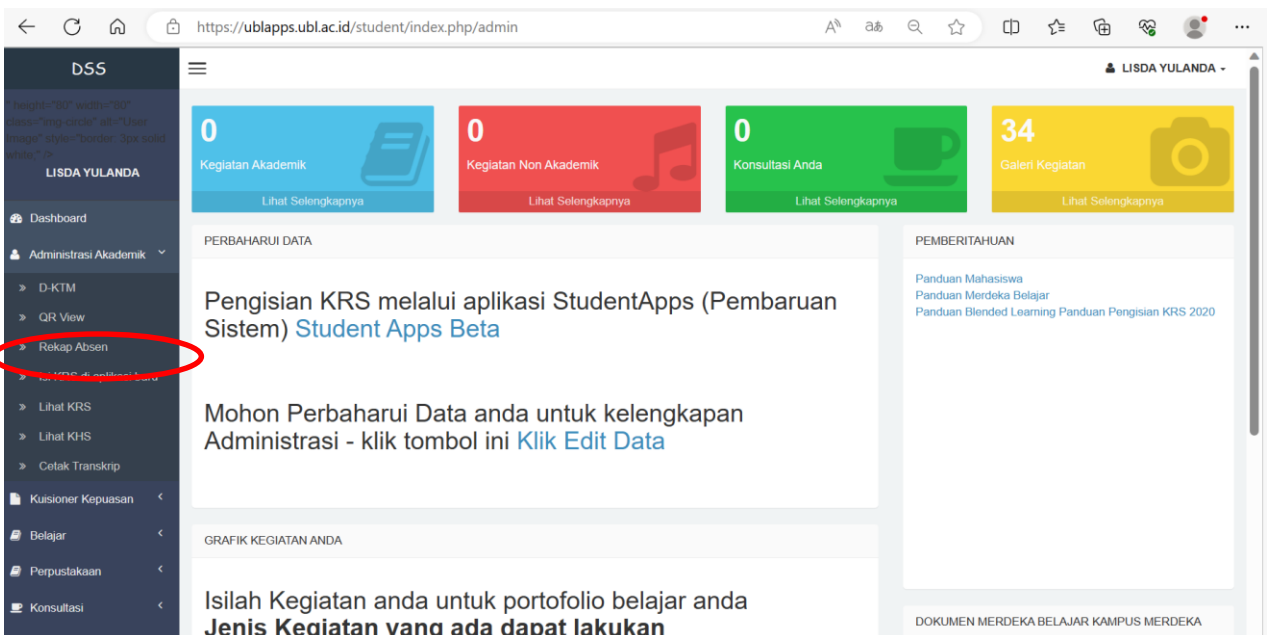 https://ublapps.ubl.ac.id/student/index.php/admin
DSS
LISDA YULANDA
" height="80" width="80"
class="img-circle" alt="User
Image" style="border: 3px solid
white;" />
LISDA YULANDA
Dashboard
Administrasi Akademik
D-KTM
QR View
Rekap Absen
Isi KRS di aplikasi baru
Lihat KRS
Lihat KHS
Cetak Transkrip
Kuisioner Kepuasan
Belajar
Perpustakaan
Konsultasi
0
Kegiatan Akademik
Lihat Selengkapnya
0
Kegiatan Non Akademik
Lihat Selengkapnya
0
Konsultasi Anda
Lihat Selengkapnya
34
Galeri Kegiatan
Lihat Selengkapnya
PERBAHARUI DATA
Pengisian KRS melalui aplikasi StudentApps (Pembaruan
Sistem) Student Apps Beta
Mohon Perbaharui Data anda untuk kelengkapan
Administrasi - klik tombol ini Klik Edit Data
GRAFIK KEGIATAN ANDA
Isilah Kegiatan anda untuk portofolio belajar anda
Jenis Kegiatan yang ada dapat lakukan
PEMBERITAHUAN
Panduan Mahasiswa
Panduan Merdeka Belajar
Panduan Blended Learning Panduan Pengisian KRS 2020
DOKUMEN MERDEKA BELAJAR KAMPUS MERDEKA